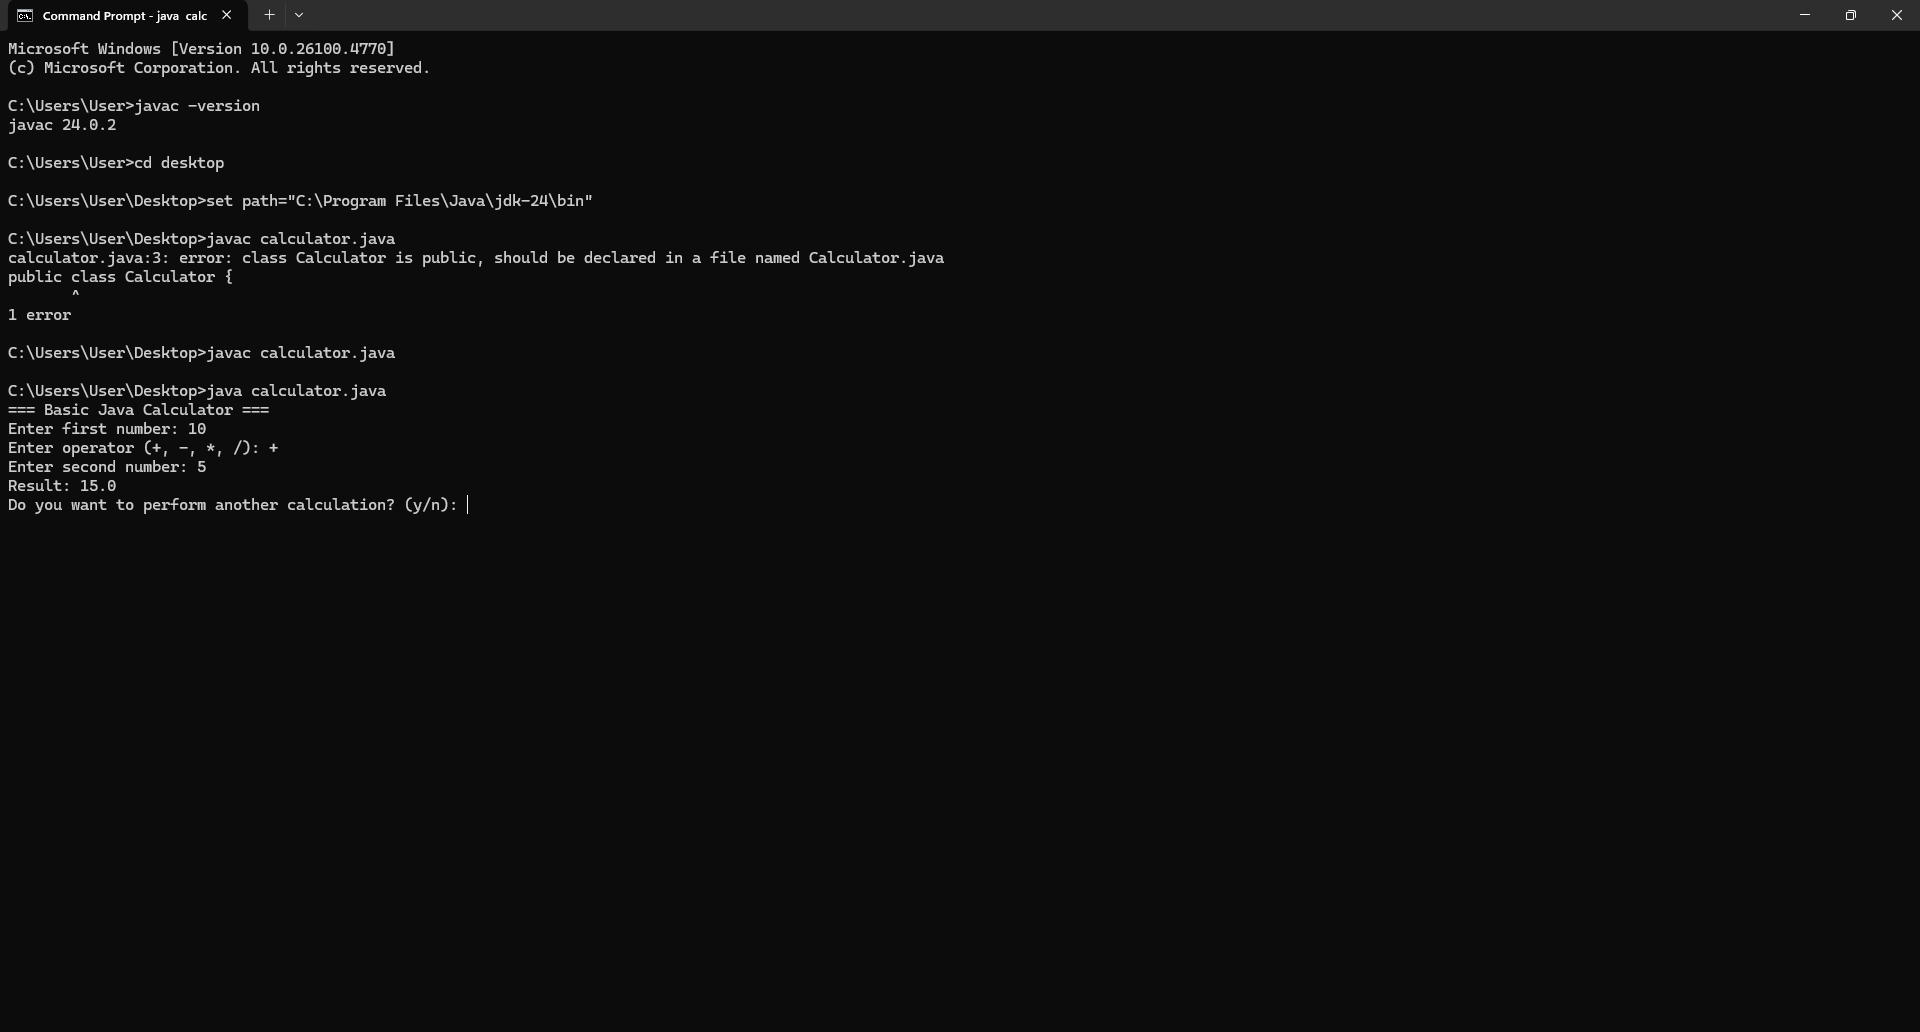 Command Prompt - java calc
Microsoft Windows [Version 10.0.26100.4770]
(c) Microsoft Corporation. All rights reserved.
C:\Users\User>javac -version
javac 24.0.2
C:\Users\User>cd desktop
C:\Users\User\Desktop>set path="C:\Program Files\Java\jdk-24\bin"
C:\Users\User\Desktop>javac calculator.java
calculator.java:3: error: class Calculator is public, should be declared in a file named Calculator.java
public class Calculator {
       ^
1 error
C:\Users\User\Desktop>javac calculator.java
C:\Users\User\Desktop>java calculator.java
=== Basic Java Calculator ===
Enter first number: 10
Enter operator (+, -, *, /): +
Enter second number: 5
Result: 15.0
Do you want to perform another calculation? (y/n):